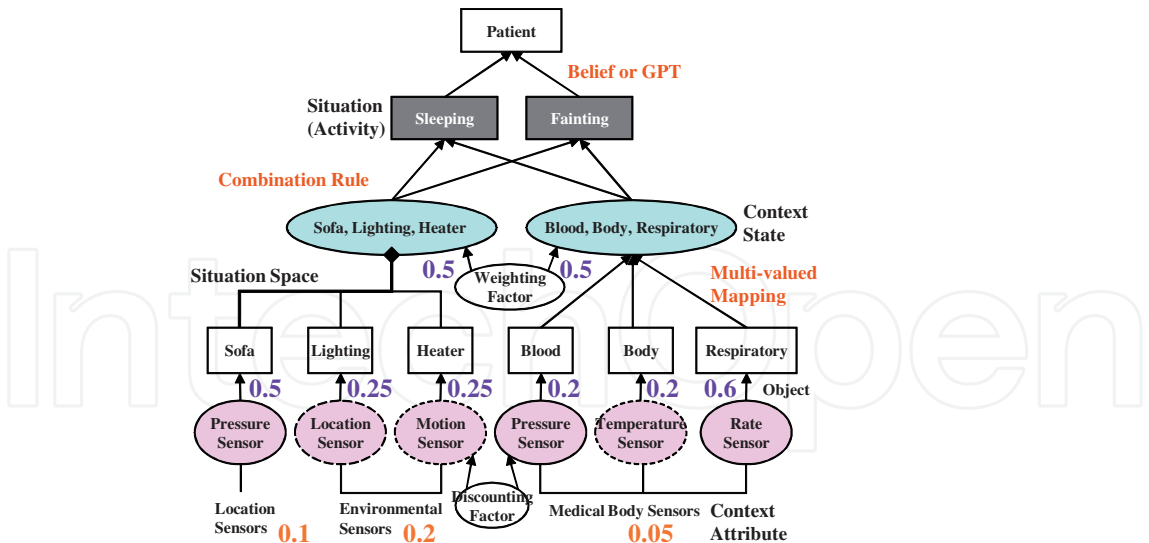 Patient
Belief or GPT
Situation
(Activity)
Sleeping
Fainting
Combination Rule
Sofa, Lighting, Heater
Blood, Body, Respiratory
Context
State
0.5
Weighting
Factor
0.5
Situation Space
Multi-valued
Mapping
Sofa
Lighting
Heater
Blood
Body
Respiratory
0.5
0.25
0.25
0.2
0.2
0.6
Object
Pressure
Sensor
Location
Sensor
Motion
Sensor
Pressure
Sensor
Temperature
Sensor
Rate
Sensor
Discounting
Factor
Location
Sensors
0.1
Environmental
Sensors
0.2
Medical Body Sensors
0.05
Context
Attribute
IntechOpen